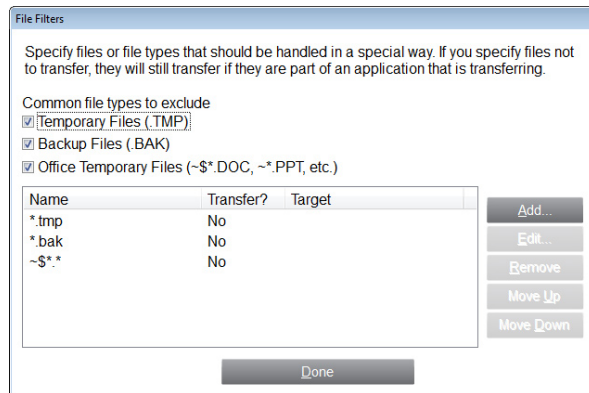 File Filters
Specify files or file types that should be handled in a special way. If you specify files not
to transfer, they will still transfer if they are part of an application that is transferring.
Common file types to exclude
Temporary Files (.TMP)
Backup Files (.BAK)
Office Temporary Files (~$*.DOC, ~*.PPT, etc.)
Name Transfer? Target
*.tmp No
*.bak No
~$*.* No
Add...
Edit...
Remove
Move Up
Move Down
Done